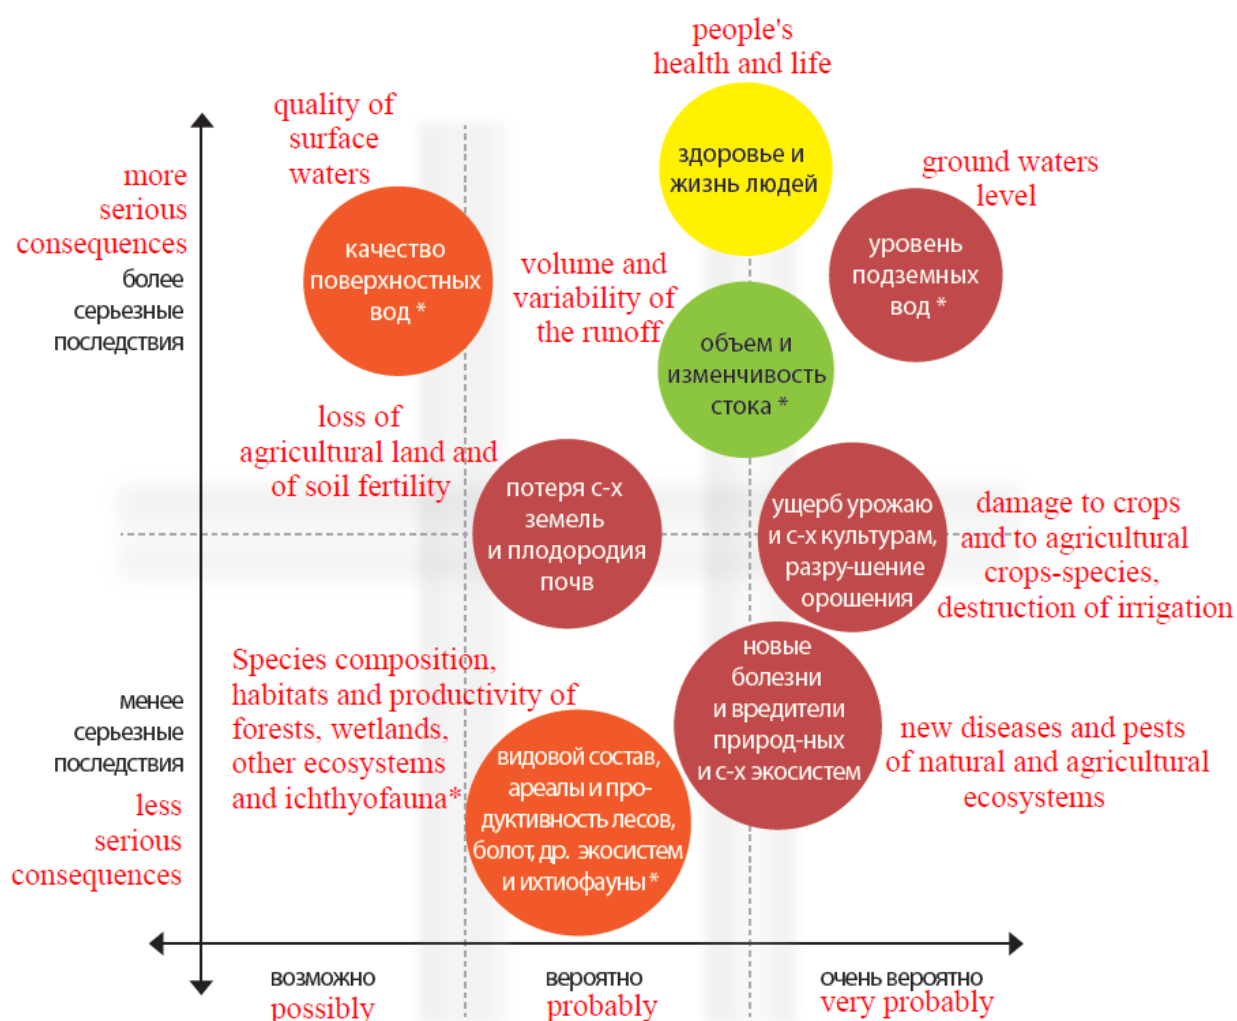 people's
health and life
здоровье и
жизнь людей
quality of
surface
waters
качество
поверхностных
вод *
ground waters
level
уровень
подземных
вод *
more
serious
consequences
более
серьезные
последствия
volume and
variability of
the runoff
объем и
изменчивость
стока *
loss of
agricultural land and
of soil fertility
потеря с-х
земель
и плодородия
почв
ущерб урожаю
и с-х культурам,
разру-шение
орошения
damage to crops
and to agricultural
crops-species,
destruction of irrigation
Species composition,
habitats and productivity of
forests, wetlands,
other ecosystems
and ichthyofauna*
видовой состав,
ареалы и про-
дуктивность лесов,
болот, др. экосистем
и ихтиофауны *
новые
болезни
и вредители
природ-ных
и с-х экосистем
new diseases and pests
of natural and agricultural
ecosystems
менее
серьезные
последствия
less
serious
consequences
возможно
possibly
вероятно
probably
очень вероятно
very probably